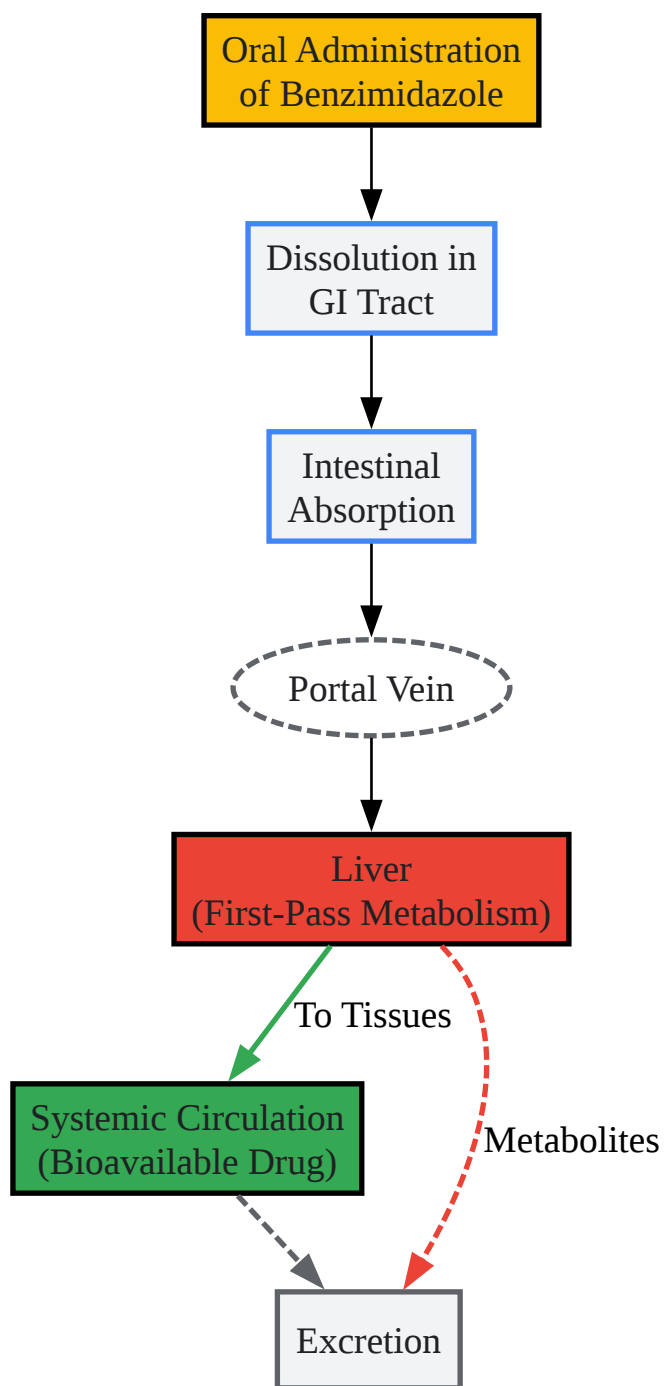 Oral Administration
of Benzimidazole
Dissolution in
GI Tract
Intestinal
Absorption
Portal Vein
Liver
(First-Pass Metabolism)
To Tissues
Systemic Circulation
(Bioavailable Drug)
Metabolites
Excretion